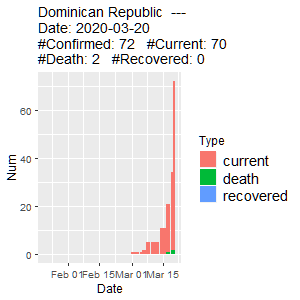 Dominican Republic  ---
Date: 2020-03-20
#Confirmed: 72   #Current: 70
#Death: 2   #Recovered: 0
60
40
20
0
Num
Feb 01 Feb 15 Mar 01 Mar 15
Date
Type
current
death
recovered